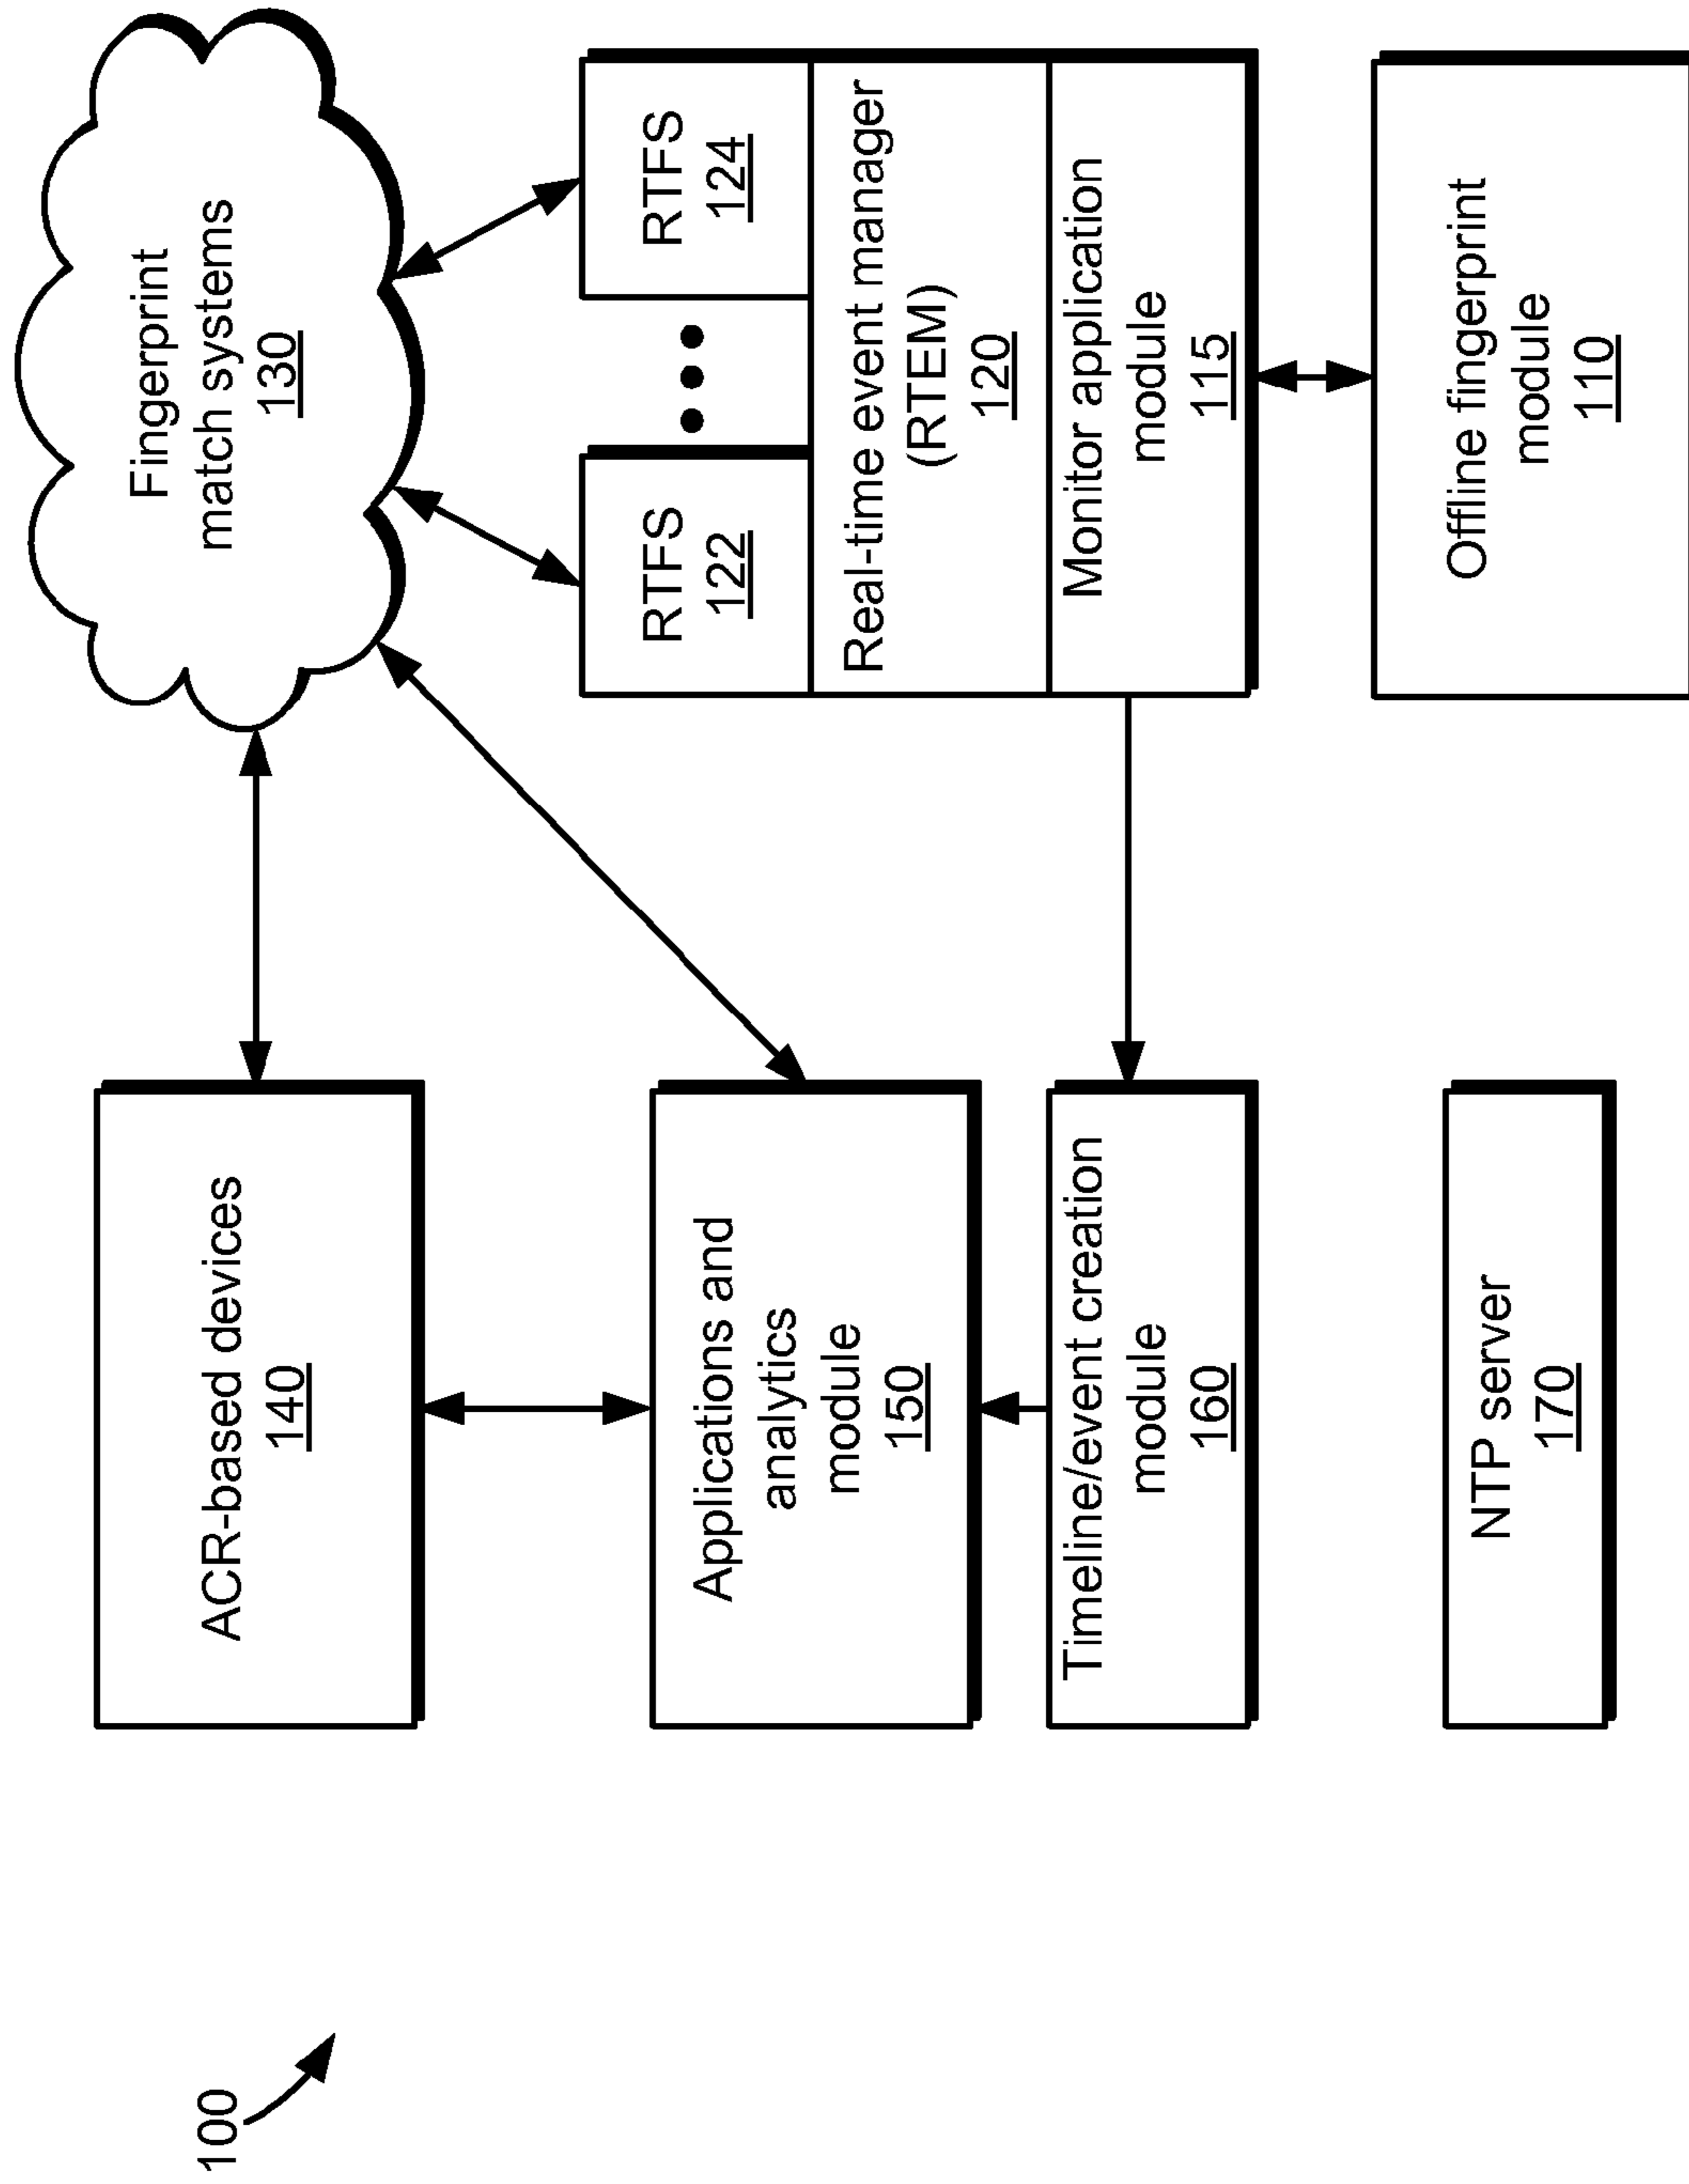 100
ACR-based devices
140
Fingerprint
match systems
130
Applications and
analytics
module
150
RTFS
122
RTFS
124
Real-time event manager
(RTEM)
120
Timeline/event creation
module
160
Monitor application
module
115
NTP server
170
Offline fingerprint
module
110